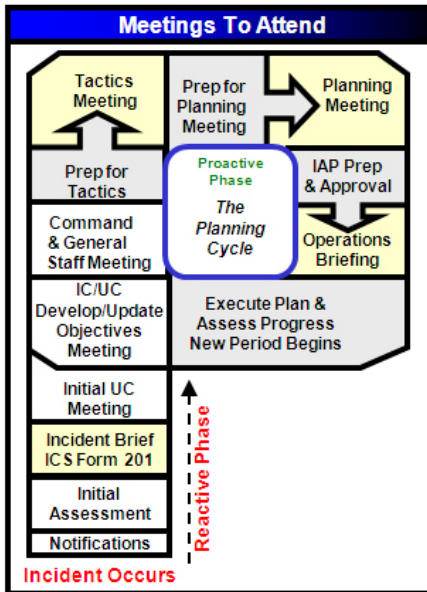 Meetings To Attend
Tactics
Meeting
Prep for
Planning
Meeting
Planning
Meeting
Prep for
Tactics
Proactive
Phase
The
Planning
Cycle
IAP Prep
& Approval
Command
& General
Staff Meeting
Operations
Briefing
IC/UC
Develop/Update
Objectives
Meeting
Execute Plan &
Assess Progress
New Period Begins
Initial UC
Meeting
Incident Brief
ICS Form 201
Initial
Assessment
Notifications
Reactive Phase
Incident Occurs